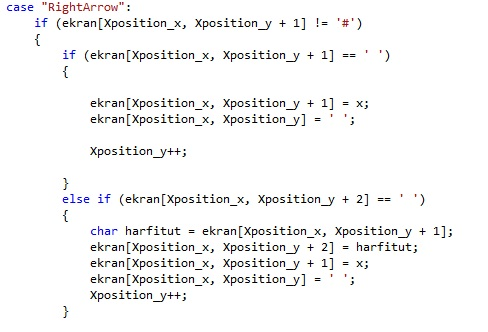 case "RightArrow":
if (ekran[Xposition_x, Xposition_y + 1] != '#')
{
if (ekran[Xposition_x, Xposition_y + 1] == ' ')
{
ekran[Xposition_x, Xposition_y + 1] = x;
ekran[Xposition_x, Xposition_y] = ' ';
Xposition_y++;
}
else if (ekran[Xposition_x, Xposition_y + 2] == ' ')
{
char harfitut = ekran[Xposition_x, Xposition_y + 1];
ekran[Xposition_x, Xposition_y + 2] = harfitut;
ekran[Xposition_x, Xposition_y + 1] = x;
ekran[Xposition_x, Xposition_y] = ' ';
Xposition_y++;
}